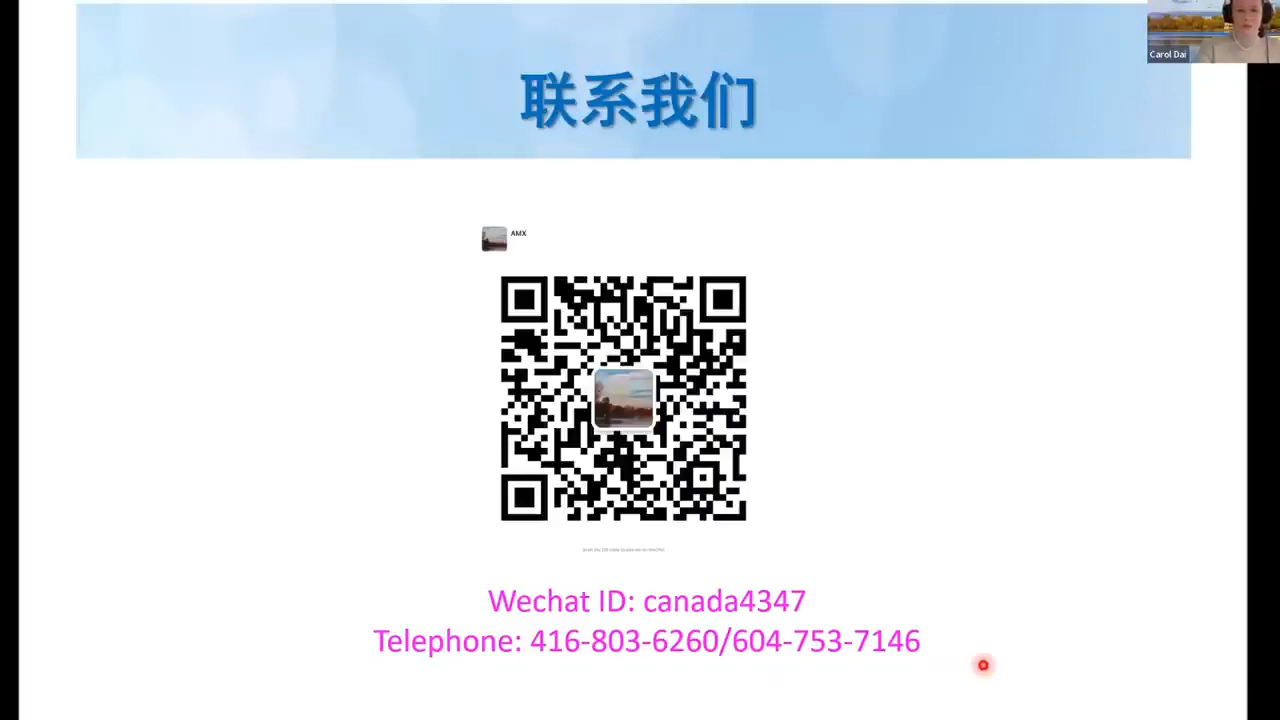 联系我们
Carol Dai
AMX
Wechat ID: canada4347
Telephone: 416-803-6260/604-753-7146